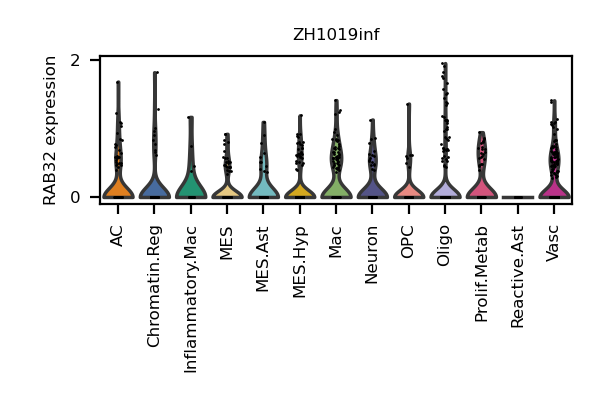 ZH1019inf
RAB32 expression
2
0
AC
Chromatin.Reg
Inflammatory.Mac
MES
MES.Ast
MES.Hyp
Mac
Neuron
OPC
Oligo
Prolif.Metab
Reactive.Ast
Vasc